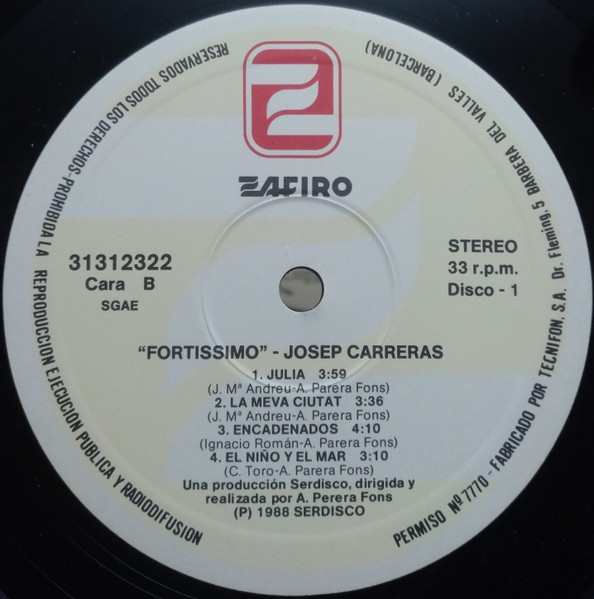 ZAFIRO
31312322
Cara B
SGAE
STEREO
33 r.p.m.
Disco - 1
"FORTISSIMO" - JOSEP CARRERAS
1. JULIA 3:59
(J. Mª Andreu-A. Parera Fons)
2. LA MEVA CIUTAT 3:36
(J. Mª Andreu-A. Parera Fons)
3. ENCADENADOS 4:10
(Ignacio Román-A. Parera Fons)
4. EL NIÑO Y EL MAR 3:10
(C. Toro-A. Parera Fons)
Una producción Serdisco, dirigida y
realizada por A. Perera Fons
(P) 1988 SERDISCO
RESERVADOS TODOS LOS DERECHOS-PROHIBIDA LA REPRODUCCION EJECUCION PUBLICA Y RADIODIFUSION
PERMISO Nº 7770 - FABRICADO POR TECNIFON, S.A. Dr. Fleming, 5 BARBERA DEL VALLES (BARCELONA)